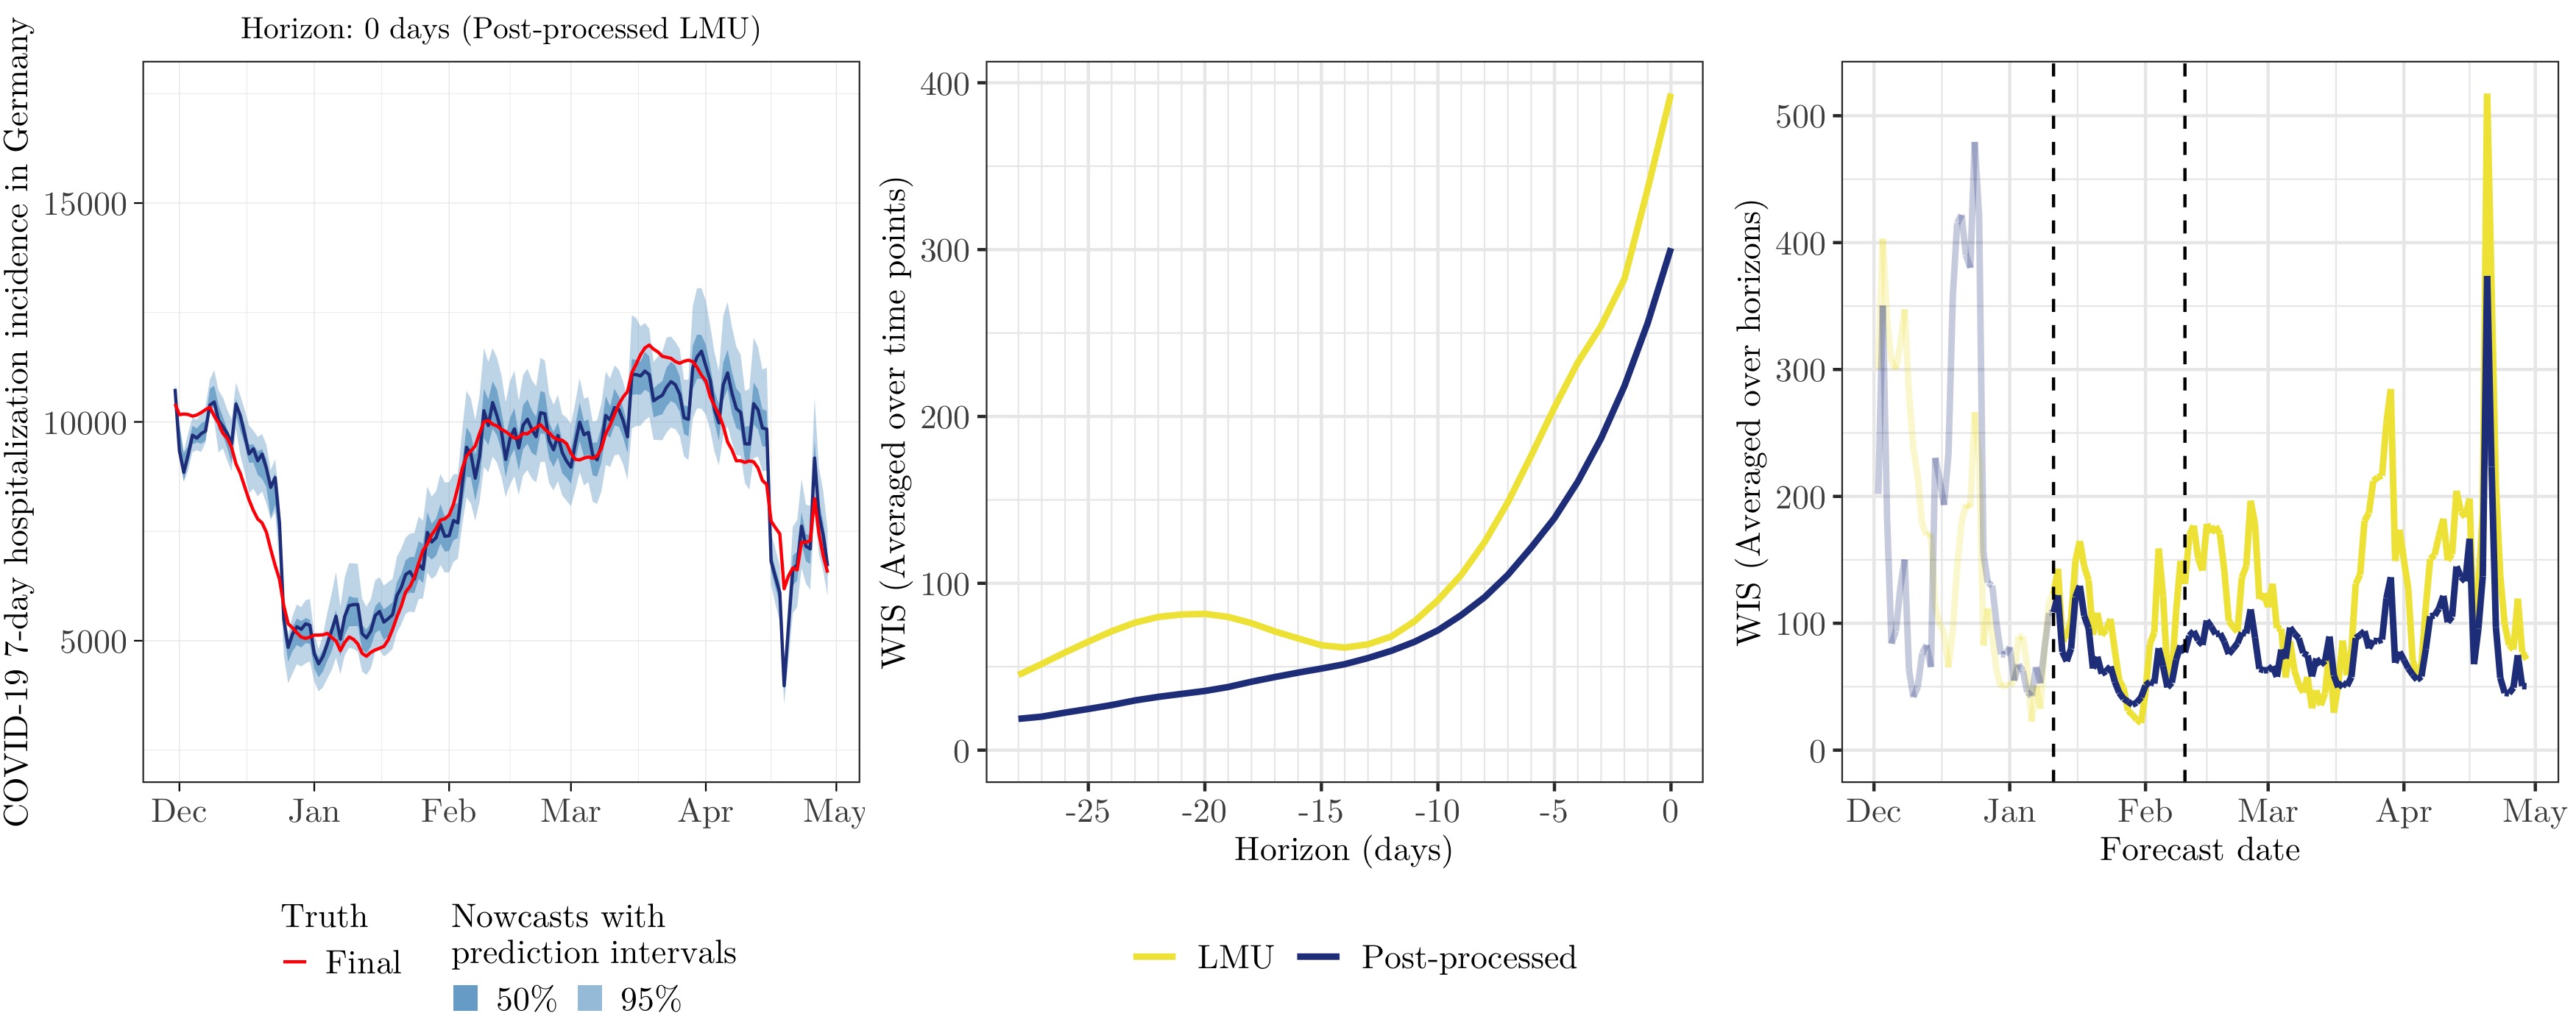 Horizon: 0 days (Post-processed LMU)
COVID-19 7-day hospitalization incidence in Germany
15000
10000
5000
Dec Jan Feb Mar Apr May
Truth
Final
Nowcasts with
prediction intervals
50% 95%
WIS (Averaged over time points)
400
300
200
100
0
-25 -20 -15 -10 -5 0
Horizon (days)
LMU Post-processed
WIS (Averaged over horizons)
500
400
300
200
100
0
Dec Jan Feb Mar Apr May
Forecast date